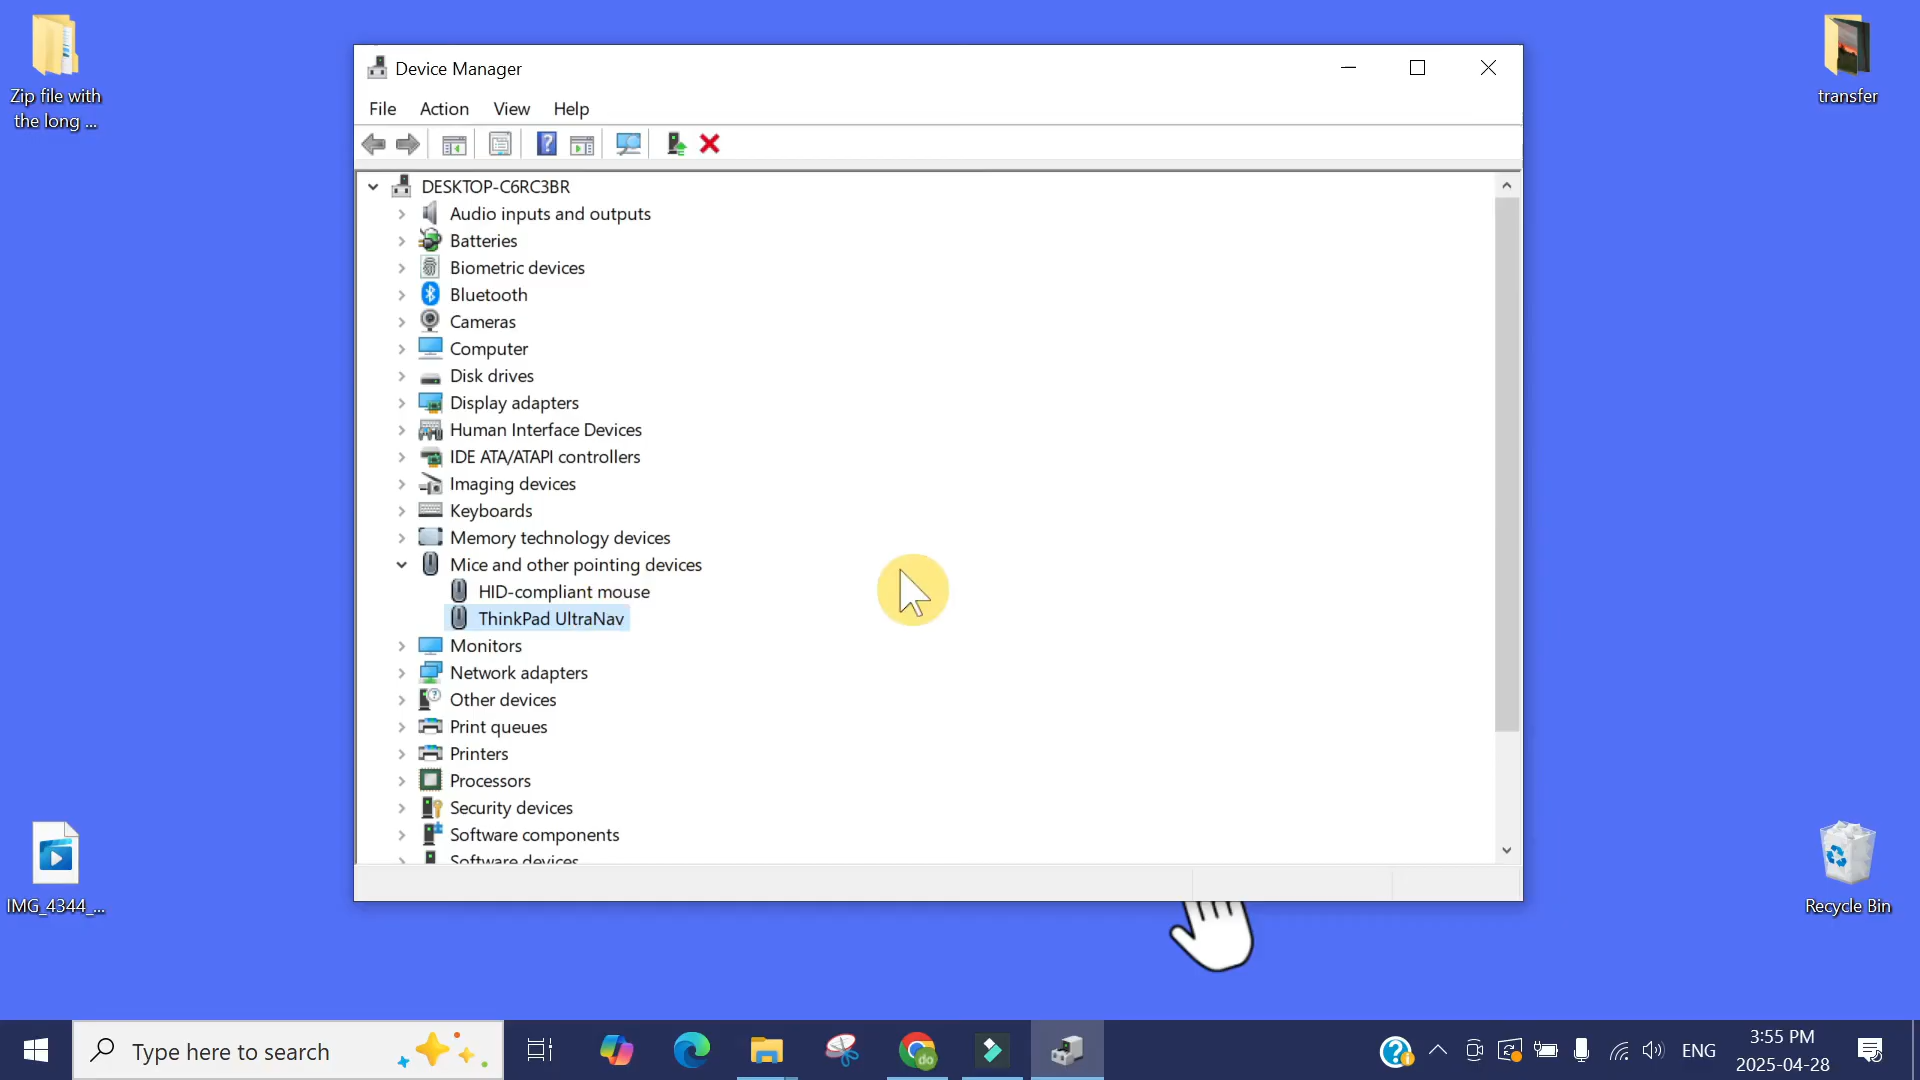 Zip file with
the long ...
transfer
Device Manager
File Action View Help
DESKTOP-C6RC3BR
Audio inputs and outputs
Batteries
Biometric devices
Bluetooth
Cameras
Computer
Disk drives
Display adapters
Human Interface Devices
IDE ATA/ATAPI controllers
Imaging devices
Keyboards
Memory technology devices
Mice and other pointing devices
HID-compliant mouse
ThinkPad UltraNav
Monitors
Network adapters
Other devices
Print queues
Printers
Processors
Security devices
Software components
Software devices
IMG_4344_...
Recycle Bin
Type here to search
do
ENG
3:55 PM
2025-04-28